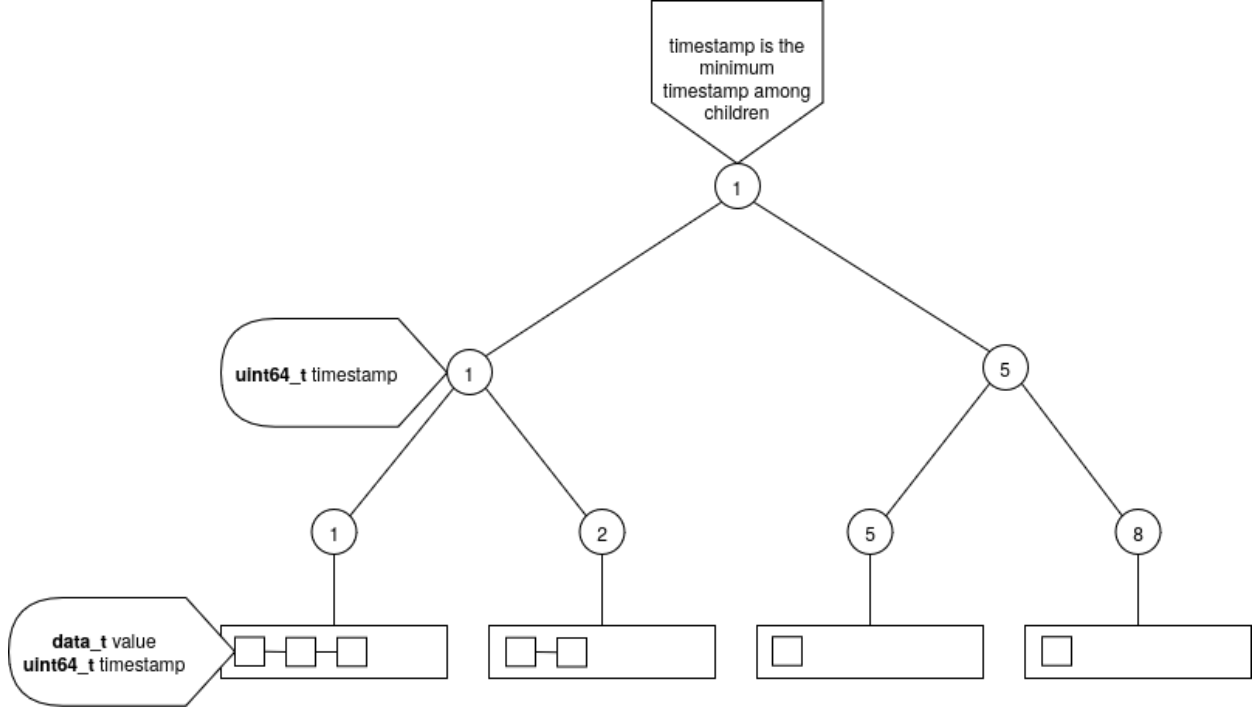 timestamp is the
minimum
timestamp among
children
1
uint64_t timestamp
1
5
1
2
5
8
data_t value
uint64_t timestamp